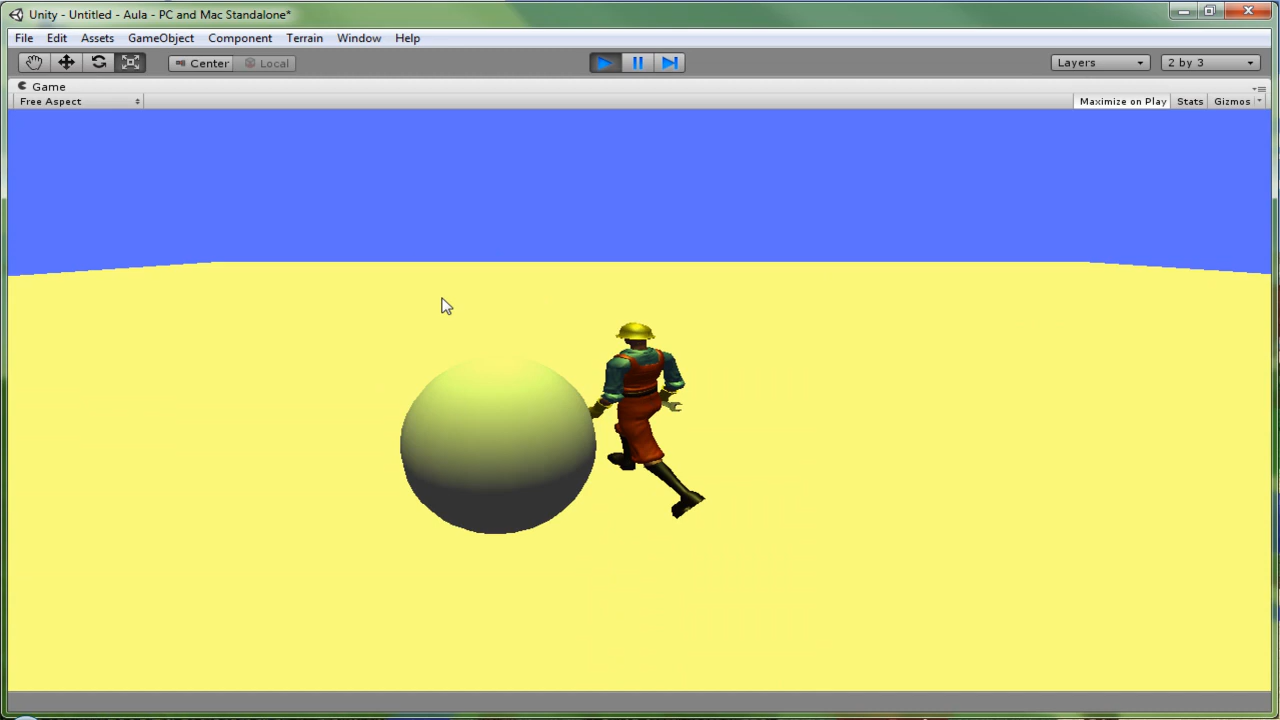 Unity - Untitled - Aula - PC and Mac Standalone*
File Edit Assets GameObject Component Terrain Window Help
Center Local Layers 2 by 3
Game
Free Aspect Maximize on Play Stats Gizmos